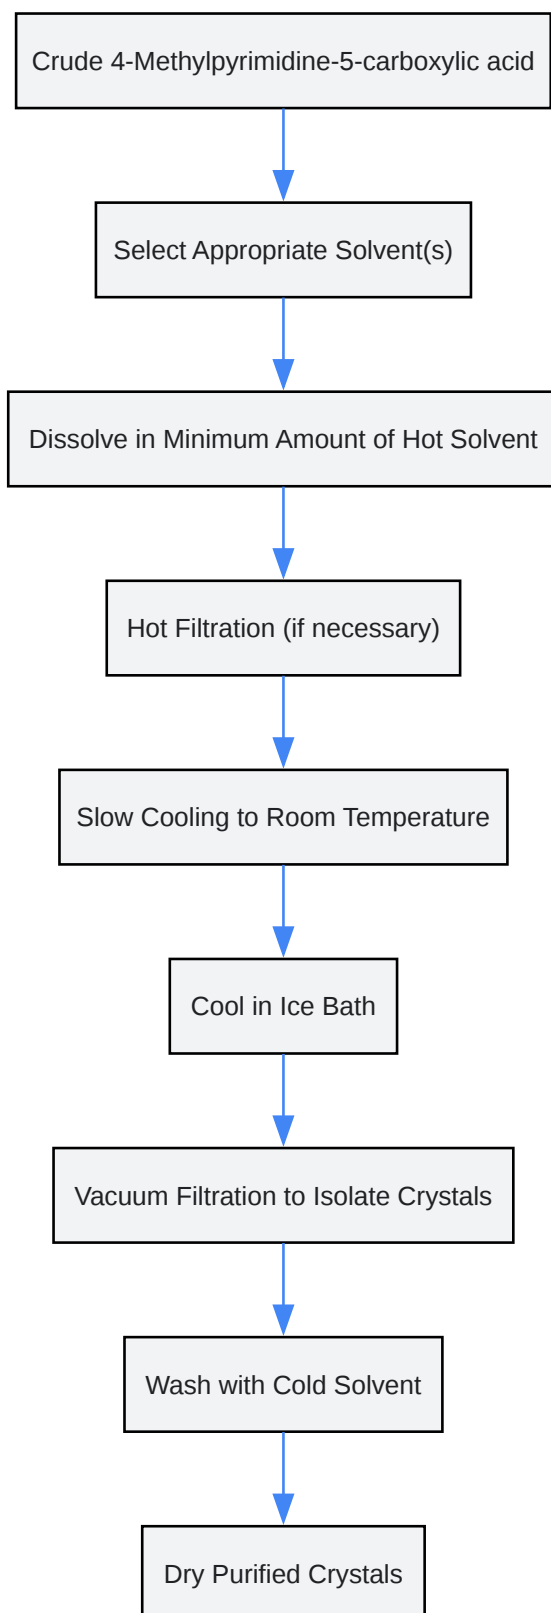 Crude 4-Methylpyrimidine-5-carboxylic acid
Select Appropriate Solvent(s)
Dissolve in Minimum Amount of Hot Solvent
Hot Filtration (if necessary)
Slow Cooling to Room Temperature
Cool in Ice Bath
Vacuum Filtration to Isolate Crystals
Wash with Cold Solvent
Dry Purified Crystals